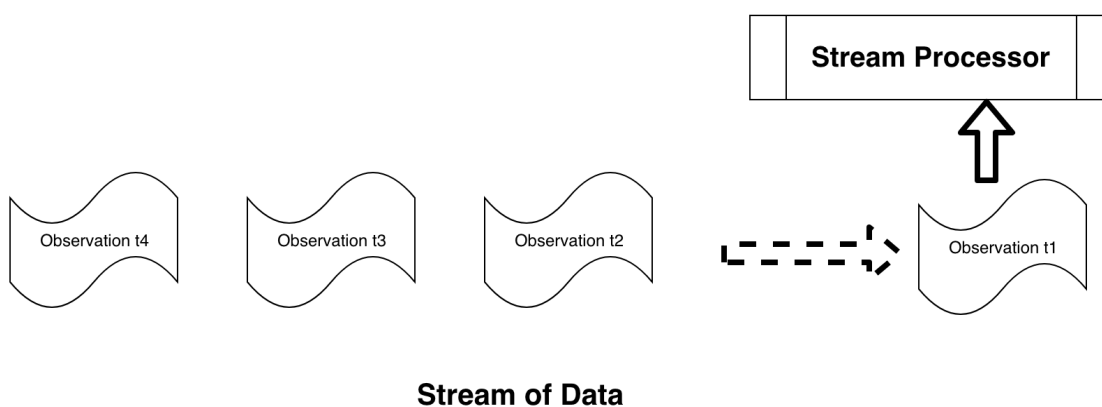 Stream Processor
Observation t4
Observation t3
Observation t2
Observation t1
Stream of Data